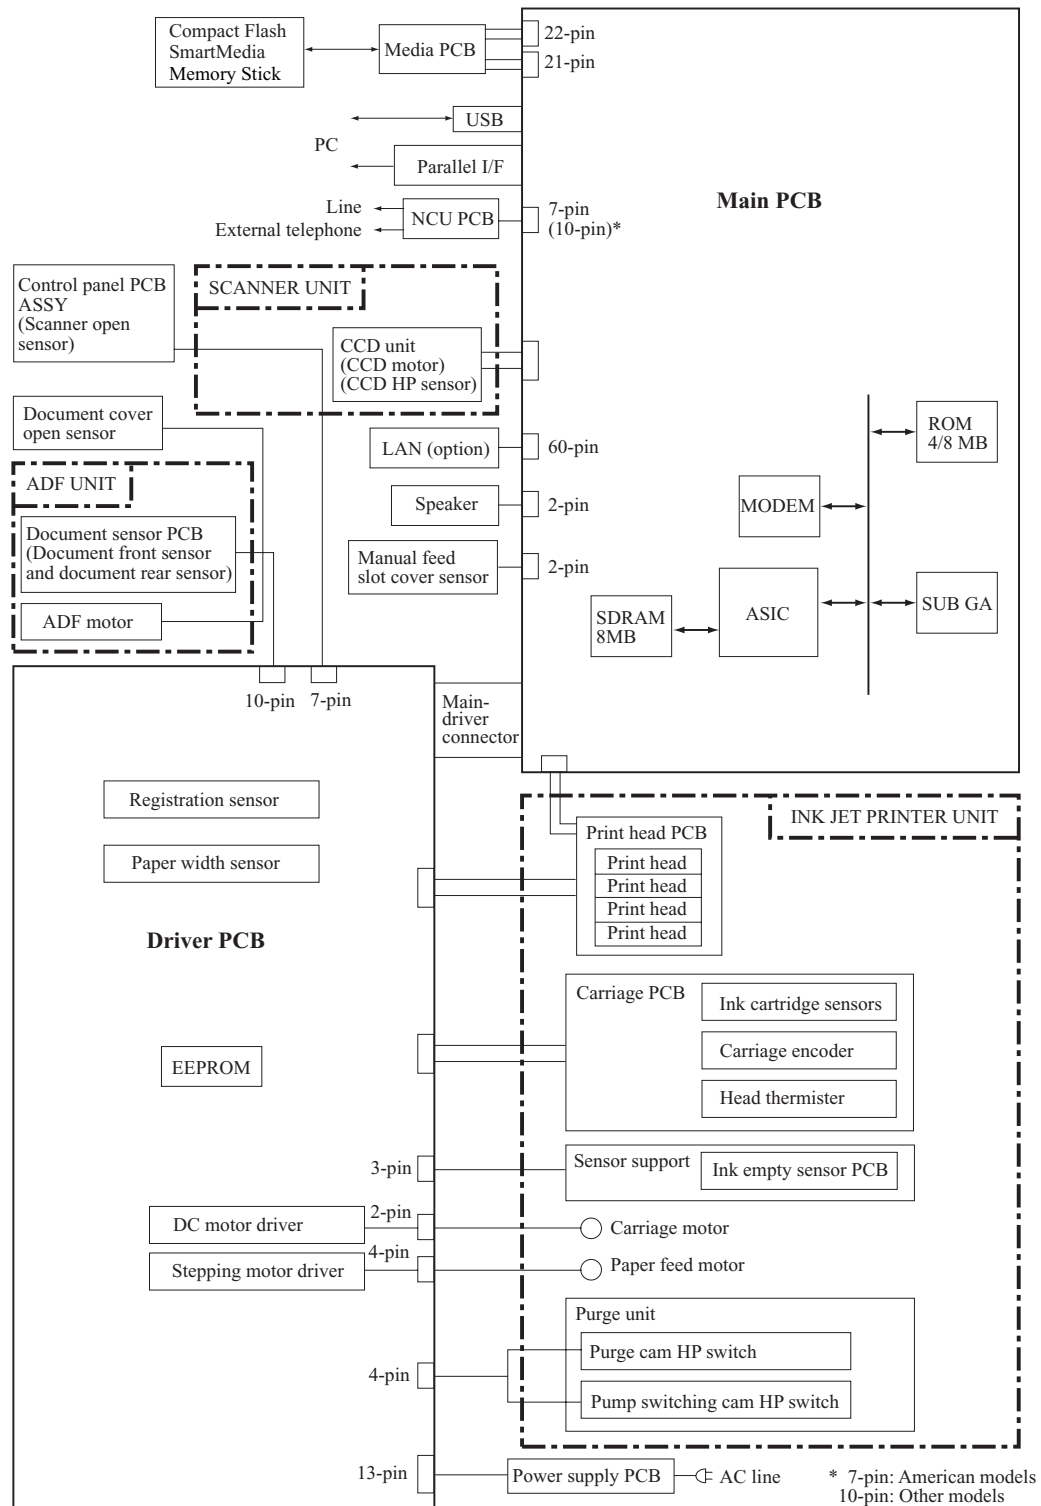 Compact Flash
SmartMedia
Memory Stick
Media PCB
22-pin
21-pin
USB
PC
Parallel I/F
Main PCB
Line
External telephone
NCU PCB
7-pin
(10-pin)*
Control panel PCB
ASSY
(Scanner open
sensor)
SCANNER UNIT
CCD unit
(CCD motor)
(CCD HP sensor)
Document cover
open sensor
LAN (option)
60-pin
ROM
4/8 MB
ADF UNIT
Speaker
2-pin
MODEM
Document sensor PCB
(Document front sensor
and document rear sensor)
Manual feed
slot cover sensor
2-pin
ADF motor
SDRAM
8MB
ASIC
SUB GA
10-pin
7-pin
Main-
driver
connector
Registration sensor
Paper width sensor
Driver PCB
EEPROM
INK JET PRINTER UNIT
Print head PCB
Print head
Print head
Print head
Print head
Carriage PCB
Ink cartridge sensors
Carriage encoder
Head thermister
3-pin
Sensor support
Ink empty sensor PCB
DC motor driver
2-pin
Carriage motor
Stepping motor driver
4-pin
Paper feed motor
Purge unit
Purge cam HP switch
4-pin
Pump switching cam HP switch
13-pin
Power supply PCB
AC line
* 7-pin: American models
10-pin: Other models